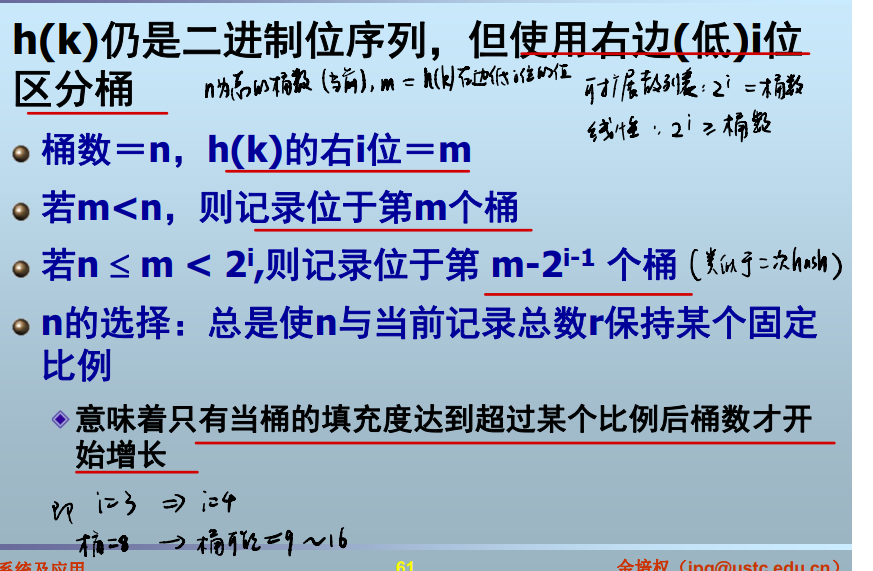 h(k)仍是二进制位序列，但使用右边(低)i位
区分桶
n为高的桶数(当前), m = h(k)右边低i位的值
可扩展散列表: 2^i = 桶数
线性: 2^i ≥ 桶数
桶数＝n，h(k)的右i位＝m
若m<n，则记录位于第m个桶
若n ≤ m < 2^i,则记录位于第 m-2^i-1 个桶 (类似于二次hash)
n的选择：总是使n与当前记录总数r保持某个固定
比例
意味着只有当桶的填充度达到超过某个比例后桶数才开
始增长
即 i=3 ⇒ i=4
桶=8 → 桶可能=9～16
系统及应用 61 金培权（jpq@ustc.edu.cn）